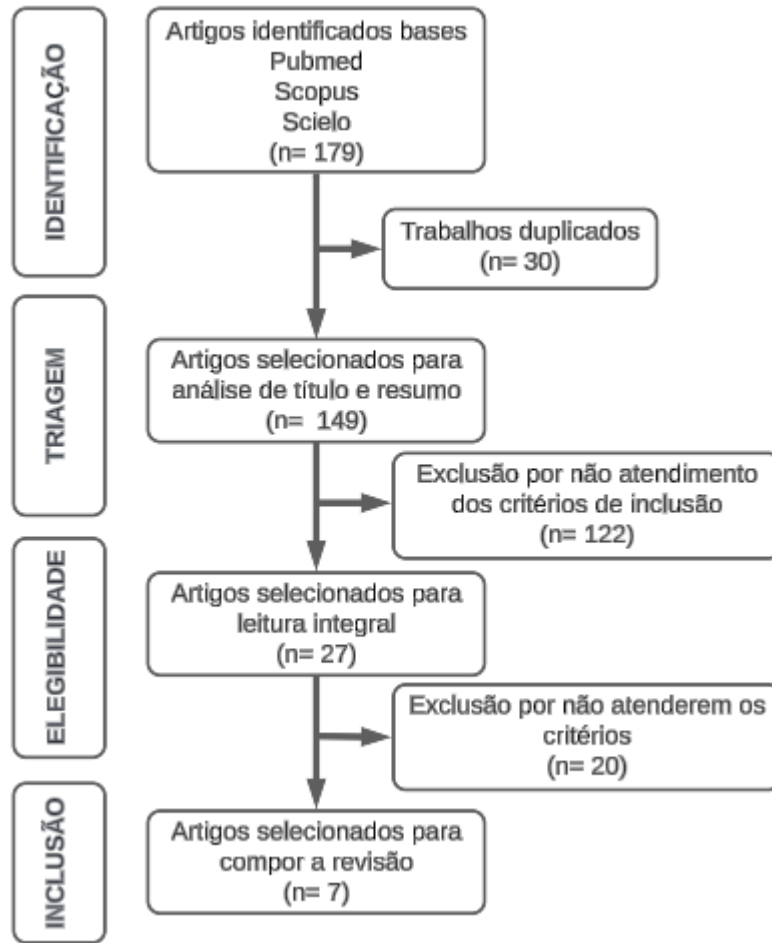 IDENTIFICAÇÃO
Artigos identificados bases
Pubmed
Scopus
Scielo
(n= 179)
Trabalhos duplicados
(n= 30)
TRIAGEM
Artigos selecionados para
análise de título e resumo
(n= 149)
Exclusão por não atendimento
dos critérios de inclusão
(n= 122)
ELEGIBILIDADE
Artigos selecionados para
leitura integral
(n= 27)
Exclusão por não atenderem os
critérios
(n= 20)
INCLUSÃO
Artigos selecionados para
compor a revisão
(n= 7)